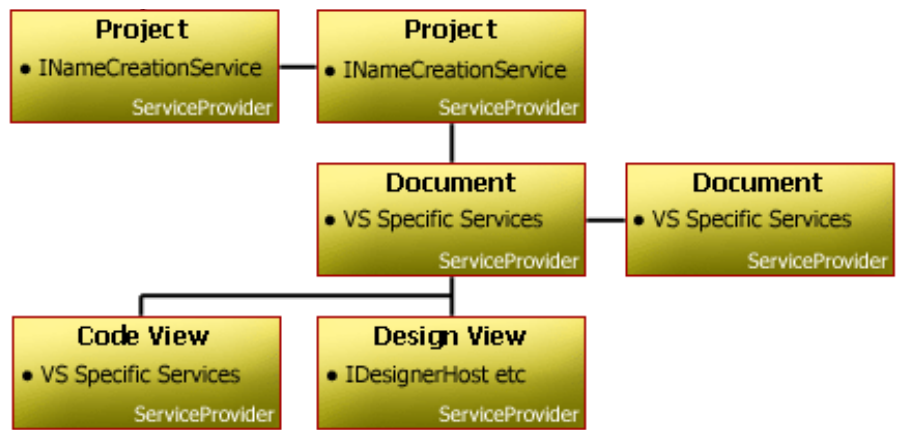 Project
• INameCreationService
ServiceProvider
Project
• INameCreationService
ServiceProvider
Document
• VS Specific Services
ServiceProvider
Document
• VS Specific Services
ServiceProvider
Code View
• VS Specific Services
ServiceProvider
Design View
• IDesignerHost etc
ServiceProvider